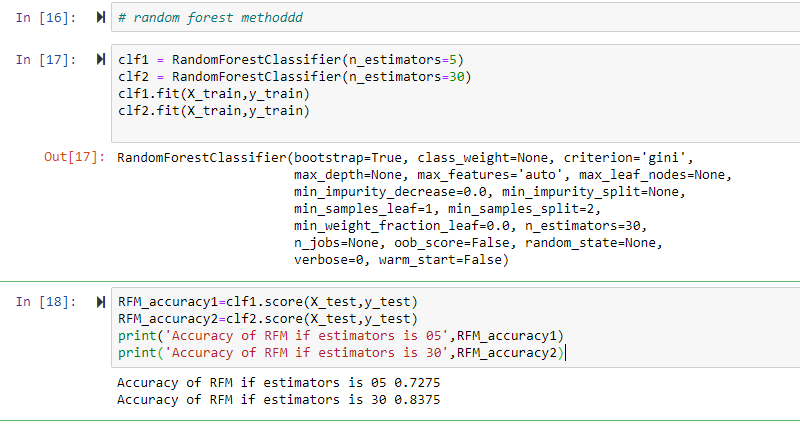 In [16]: # random forest methoddd
In [17]: clf1 = RandomForestClassifier(n_estimators=5)
clf2 = RandomForestClassifier(n_estimators=30)
clf1.fit(X_train,y_train)
clf2.fit(X_train,y_train)
Out[17]: RandomForestClassifier(bootstrap=True, class_weight=None, criterion='gini',
max_depth=None, max_features='auto', max_leaf_nodes=None,
min_impurity_decrease=0.0, min_impurity_split=None,
min_samples_leaf=1, min_samples_split=2,
min_weight_fraction_leaf=0.0, n_estimators=30,
n_jobs=None, oob_score=False, random_state=None,
verbose=0, warm_start=False)
In [18]: RFM_accuracy1=clf1.score(X_test,y_test)
RFM_accuracy2=clf2.score(X_test,y_test)
print('Accuracy of RFM if estimators is 05',RFM_accuracy1)
print('Accuracy of RFM if estimators is 30',RFM_accuracy2)
Accuracy of RFM if estimators is 05 0.7275
Accuracy of RFM if estimators is 30 0.8375